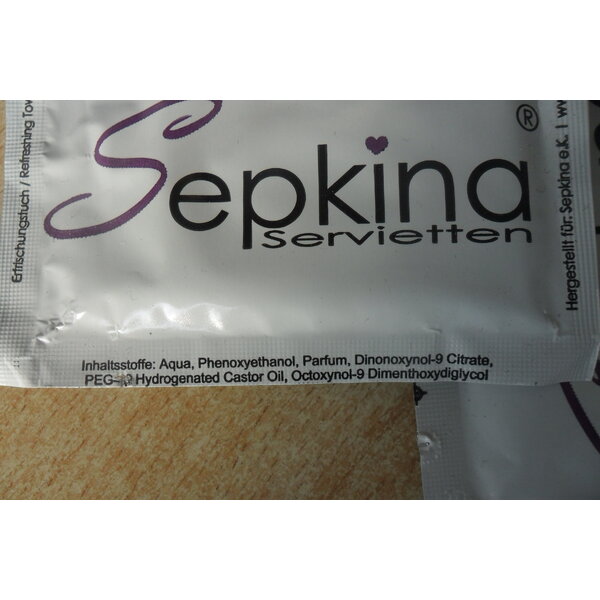 Sepkina®
Servietten
Erfrischungstuch / Refreshing Tow
Hergestellt für: Sepkina e.K. | ww
Inhaltsstoffe: Aqua, Phenoxyethanol, Parfum, Dinonoxynol-9 Citrate,
PEG- Hydrogenated Castor Oil, Octoxynol-9 Dimenthoxydiglycol